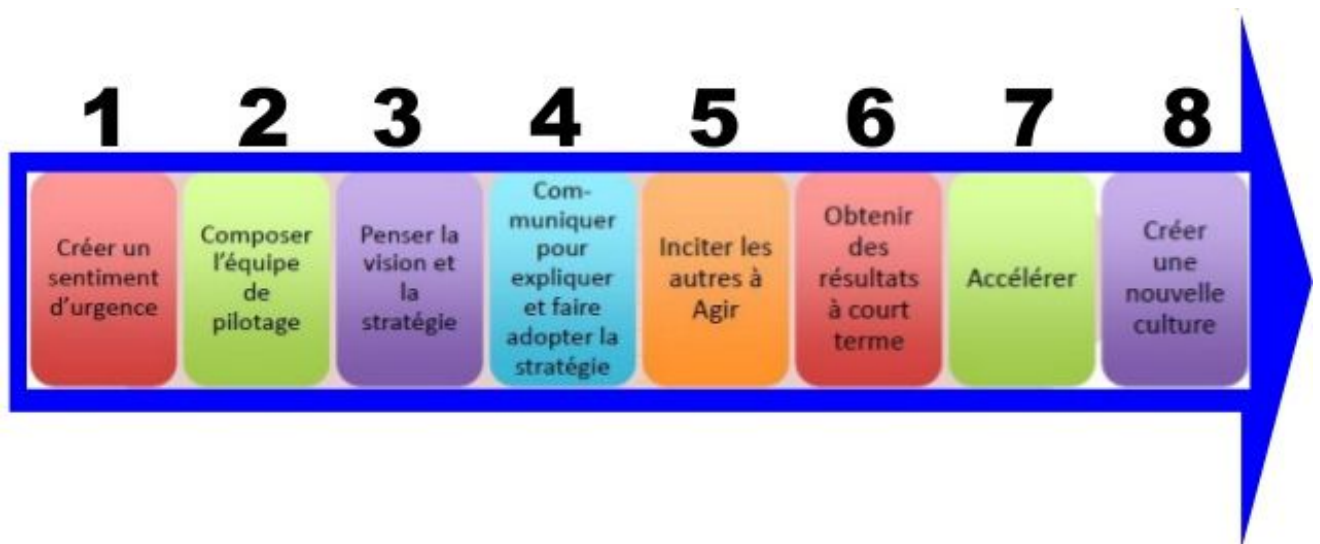 1 2 3 4 5 6 7 8
Créer un
sentiment
d'urgence
Composer
l'équipe
de
pilotage
Penser la
vision et
la
stratégie
Com-
muniquer
pour
expliquer
et faire
adopter la
stratégie
Inciter les
autres à
Agir
Obtenir
des
résultats
à court
terme
Accélérer
Créer
une
nouvelle
culture